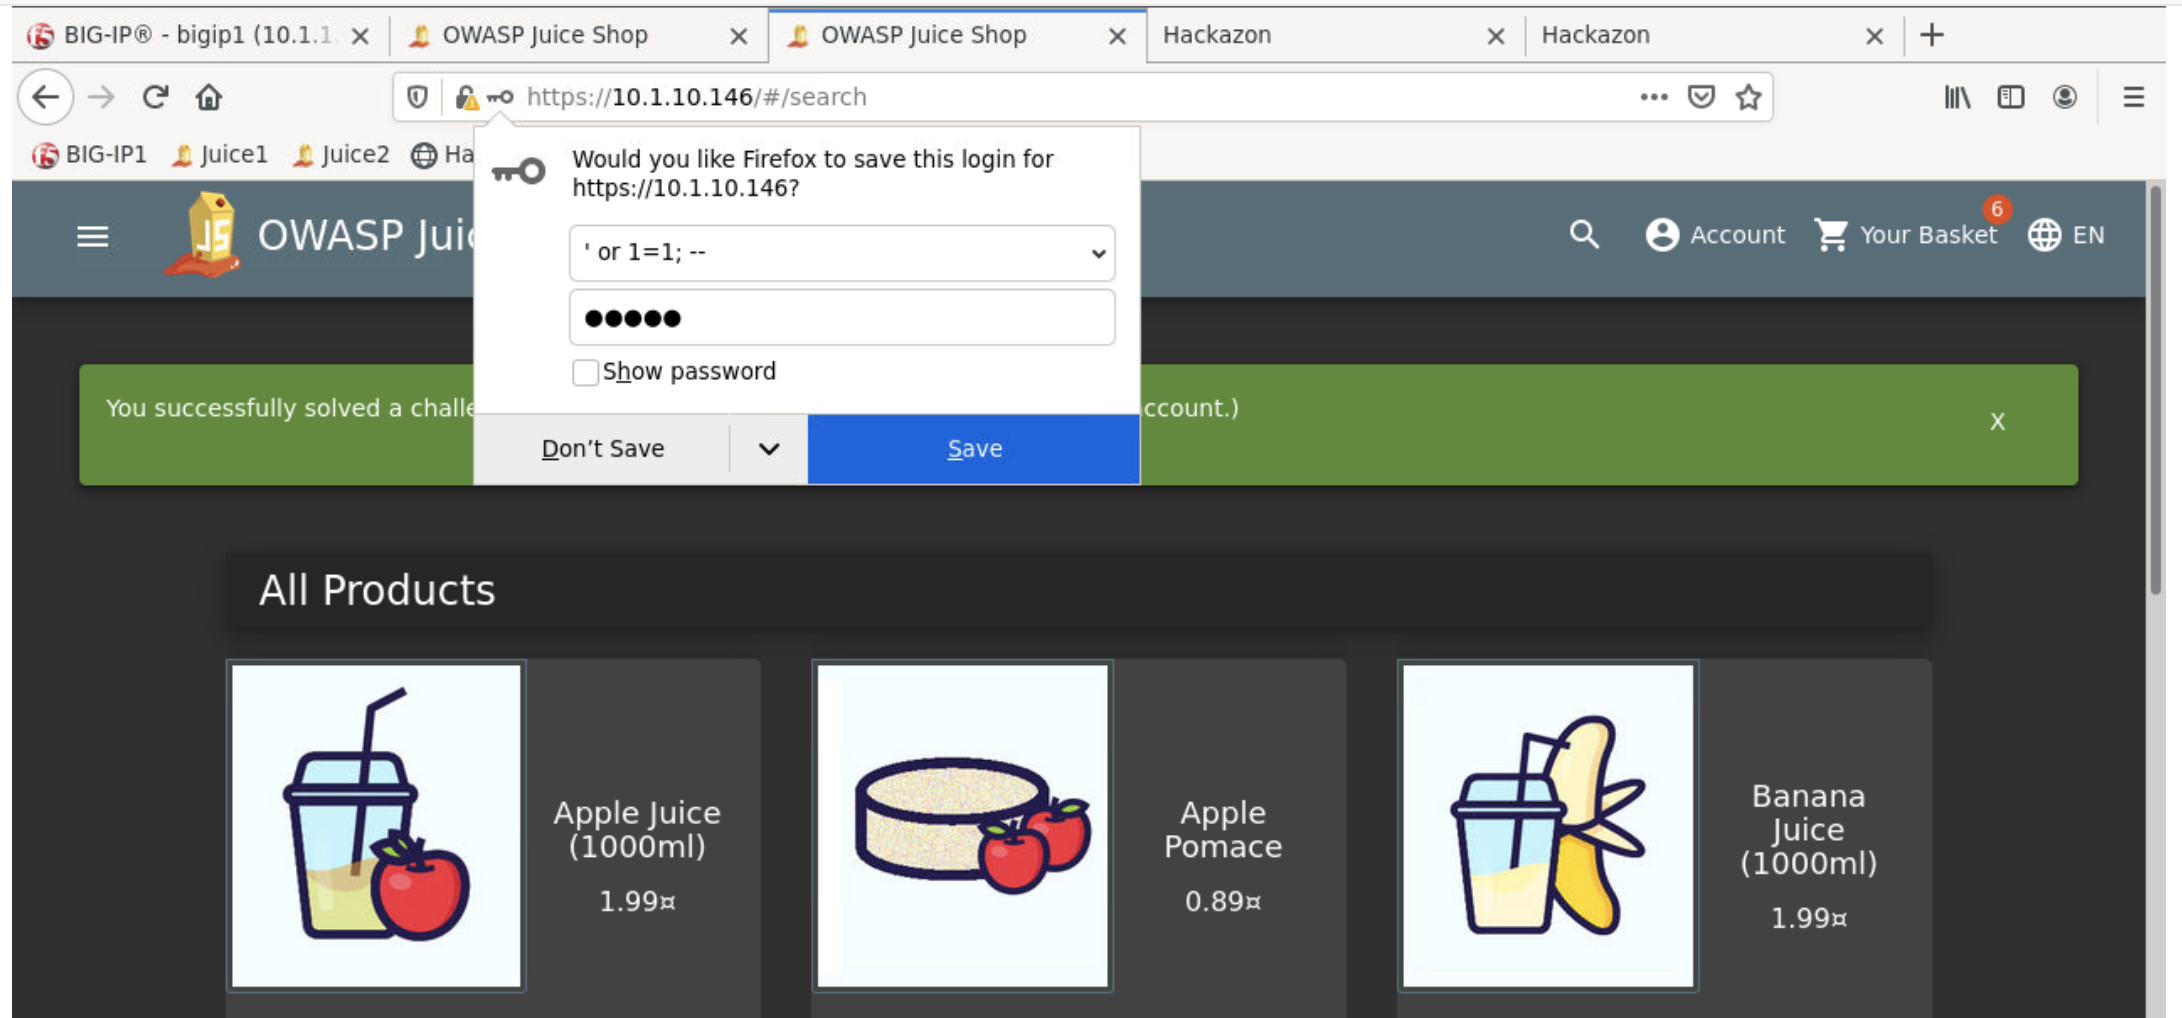 BIG-IP® - bigip1 (10.1.1.
OWASP Juice Shop
OWASP Juice Shop
Hackazon
Hackazon
https://10.1.10.146/#/search
BIG-IP1
Juice1
Juice2
Ha
Would you like Firefox to save this login for
https://10.1.10.146?
' or 1=1; --
●●●●●
Show password
Don’t Save
Save
JS
OWASP Juic
Account
6
Your Basket
EN
You successfully solved a challe
ccount.)
X
All Products
Apple Juice
(1000ml)
1.99¤
Apple
Pomace
0.89¤
Banana
Juice
(1000ml)
1.99¤